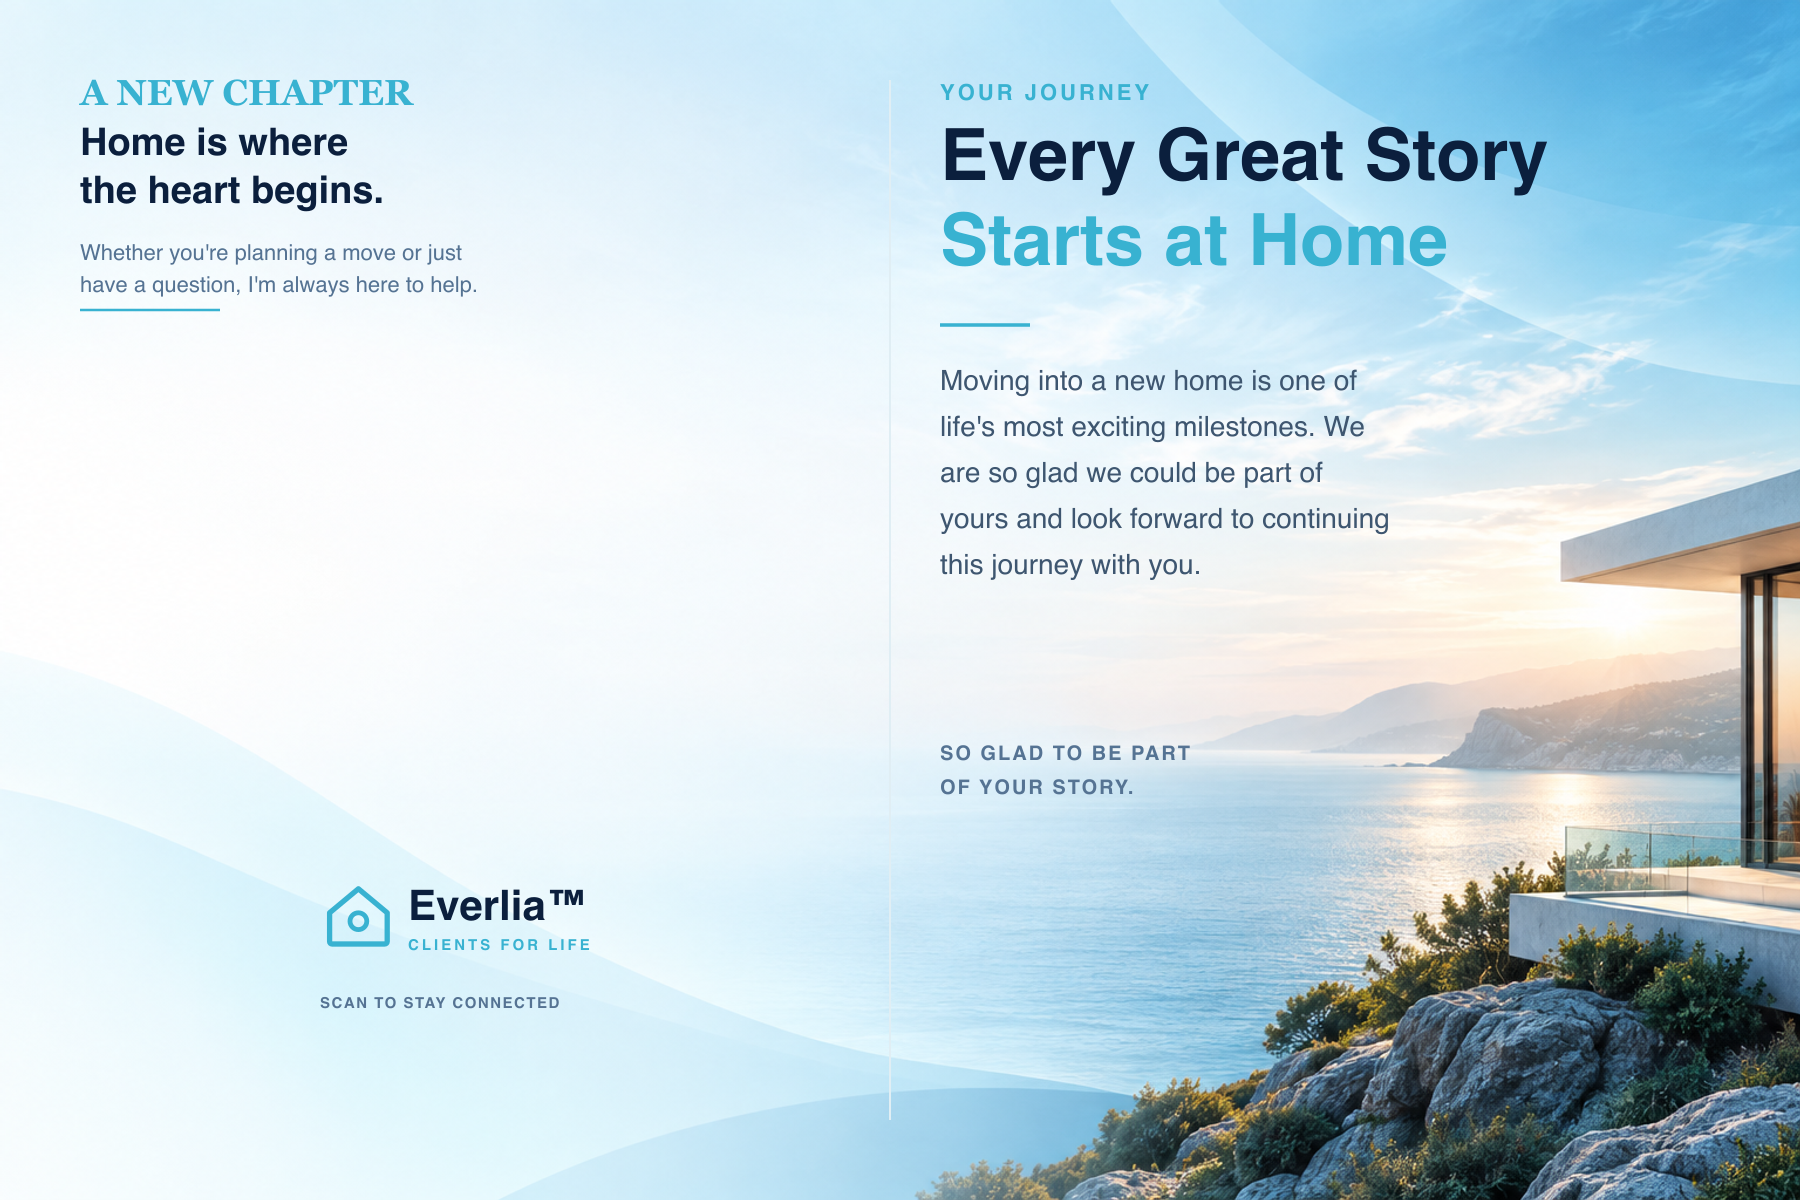 A NEW CHAPTER
Home is where
the heart begins.
Whether you're planning a move or just
have a question, I'm always here to help.
Everlia™
CLIENTS FOR LIFE
SCAN TO STAY CONNECTED
YOUR JOURNEY
Every Great Story
Starts at Home
Moving into a new home is one of
life's most exciting milestones. We
are so glad we could be part of
yours and look forward to continuing
this journey with you.
SO GLAD TO BE PART
OF YOUR STORY.